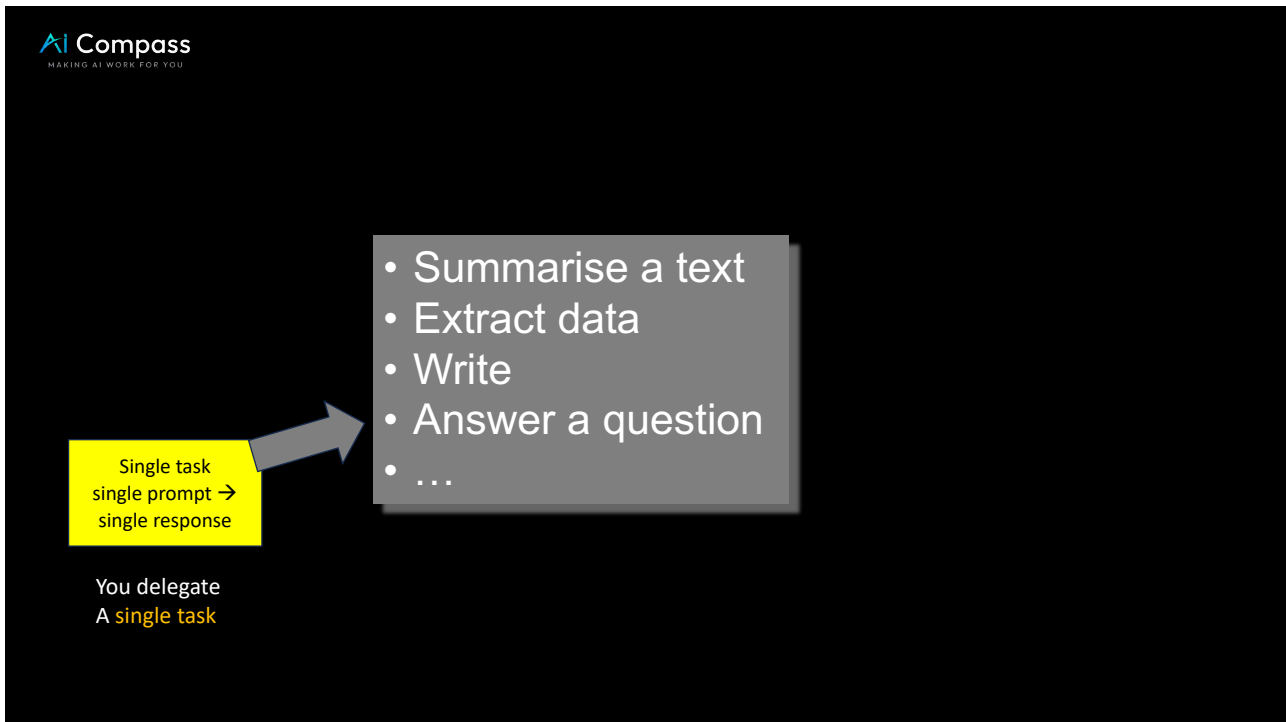 Ai Compass
MAKING AI WORK FOR YOU
• Summarise a text
• Extract data
• Write
• Answer a question
• …
Single task
single prompt →
single response
You delegate
A single task